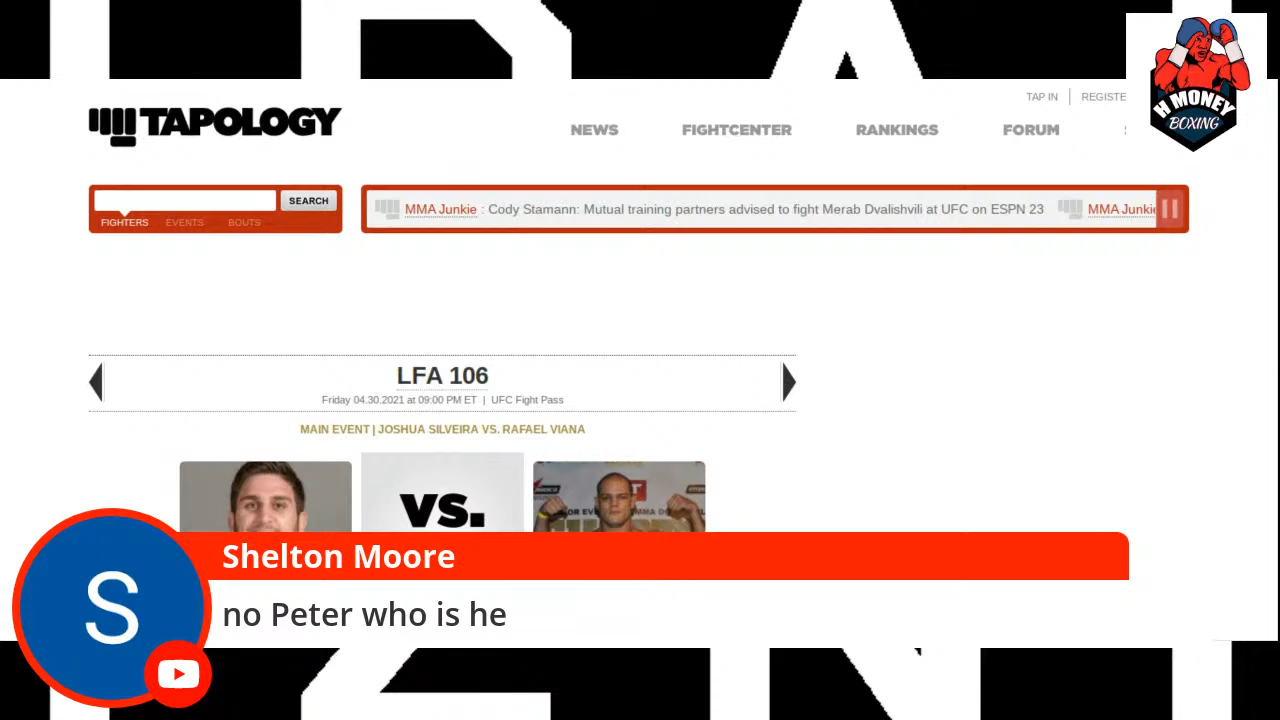 H MONEY
BOXING
TAP IN
REGISTE
TAPOLOGY
NEWS
FIGHTCENTER
RANKINGS
FORUM
SEARCH
FIGHTERS
EVENTS
BOUTS
MMA Junkie : Cody Stamann: Mutual training partners advised to fight Merab Dvalishvili at UFC on ESPN 23
MMA Junkie
LFA 106
Friday 04.30.2021 at 09:00 PM ET | UFC Fight Pass
MAIN EVENT | JOSHUA SILVEIRA VS. RAFAEL VIANA
VS.
S
Shelton Moore
no Peter who is he